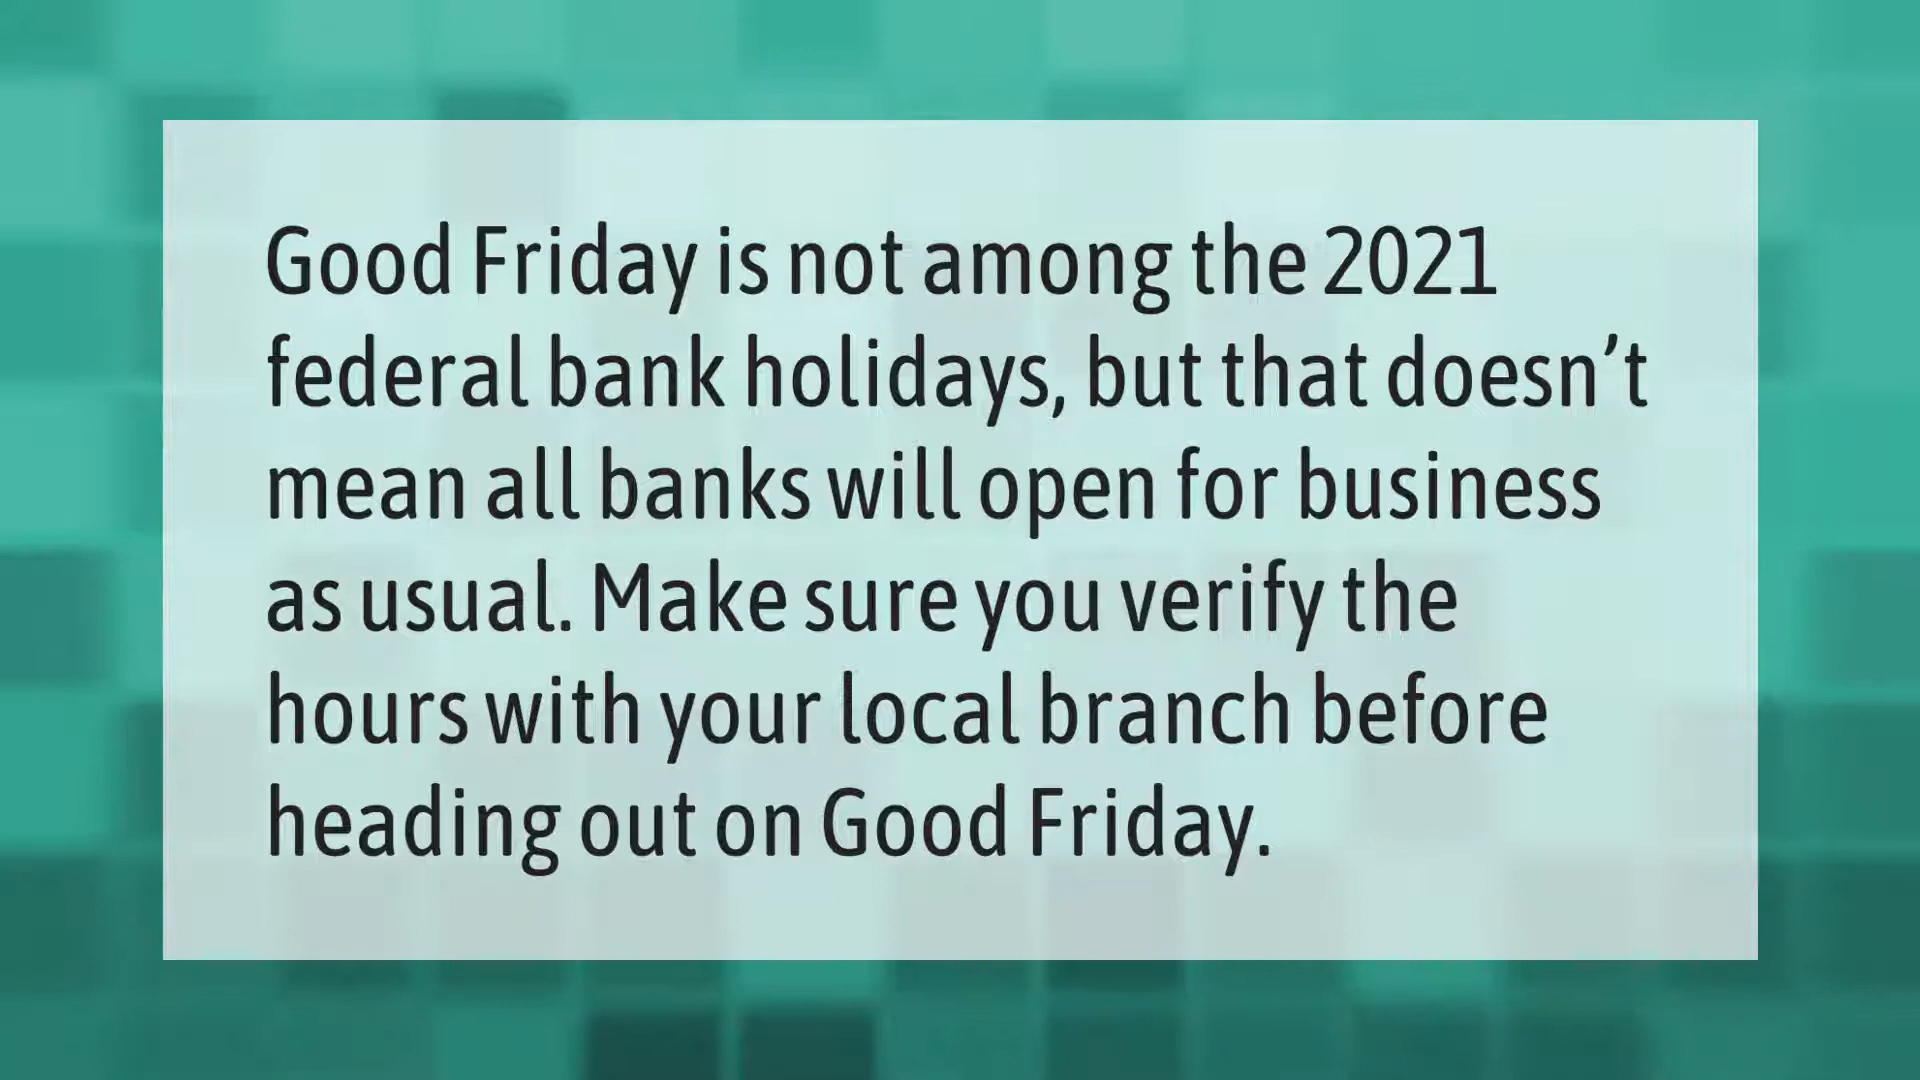 Good Friday is not among the 2021
federal bank holidays, but that doesn’t
mean all banks will open for business
as usual. Make sure you verify the
hours with your local branch before
heading out on Good Friday.